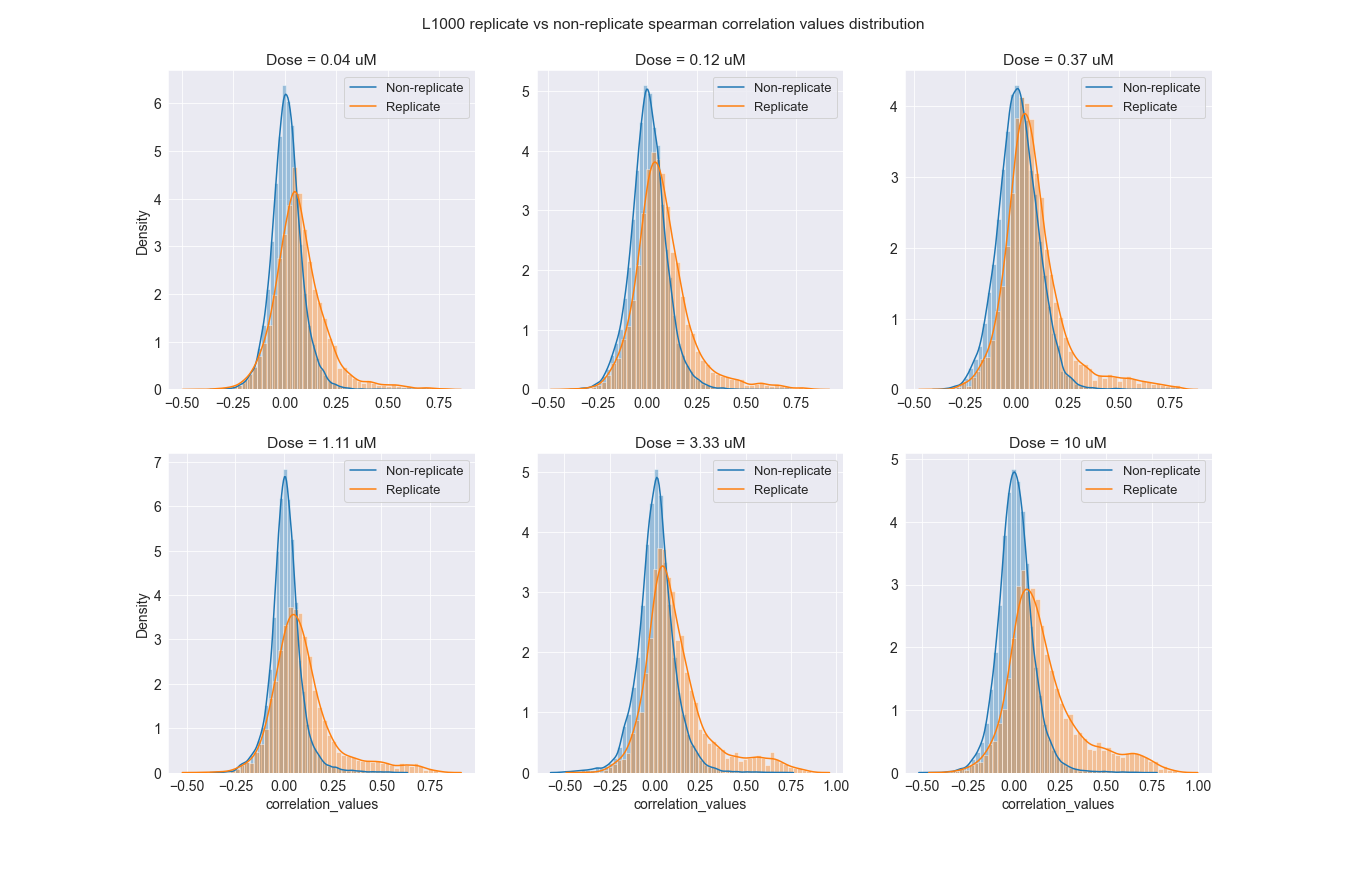 L1000 replicate vs non-replicate spearman correlation values distribution
Dose = 0.04 uM
Dose = 0.12 uM
Dose = 0.37 uM
Non-replicate
Replicate
Non-replicate
Replicate
Non-replicate
Replicate
Density
6
5
4
3
2
1
0
5
4
3
2
1
0
4
3
2
1
0
−0.50 −0.25 0.00 0.25 0.50 0.75
−0.50 −0.25 0.00 0.25 0.50 0.75
−0.50 −0.25 0.00 0.25 0.50 0.75
Dose = 1.11 uM
Dose = 3.33 uM
Dose = 10 uM
Non-replicate
Replicate
Non-replicate
Replicate
Non-replicate
Replicate
Density
7
6
5
4
3
2
1
0
5
4
3
2
1
0
5
4
3
2
1
0
−0.50 −0.25 0.00 0.25 0.50 0.75
−0.50 −0.25 0.00 0.25 0.50 0.75 1.00
−0.50 −0.25 0.00 0.25 0.50 0.75 1.00
correlation_values
correlation_values
correlation_values